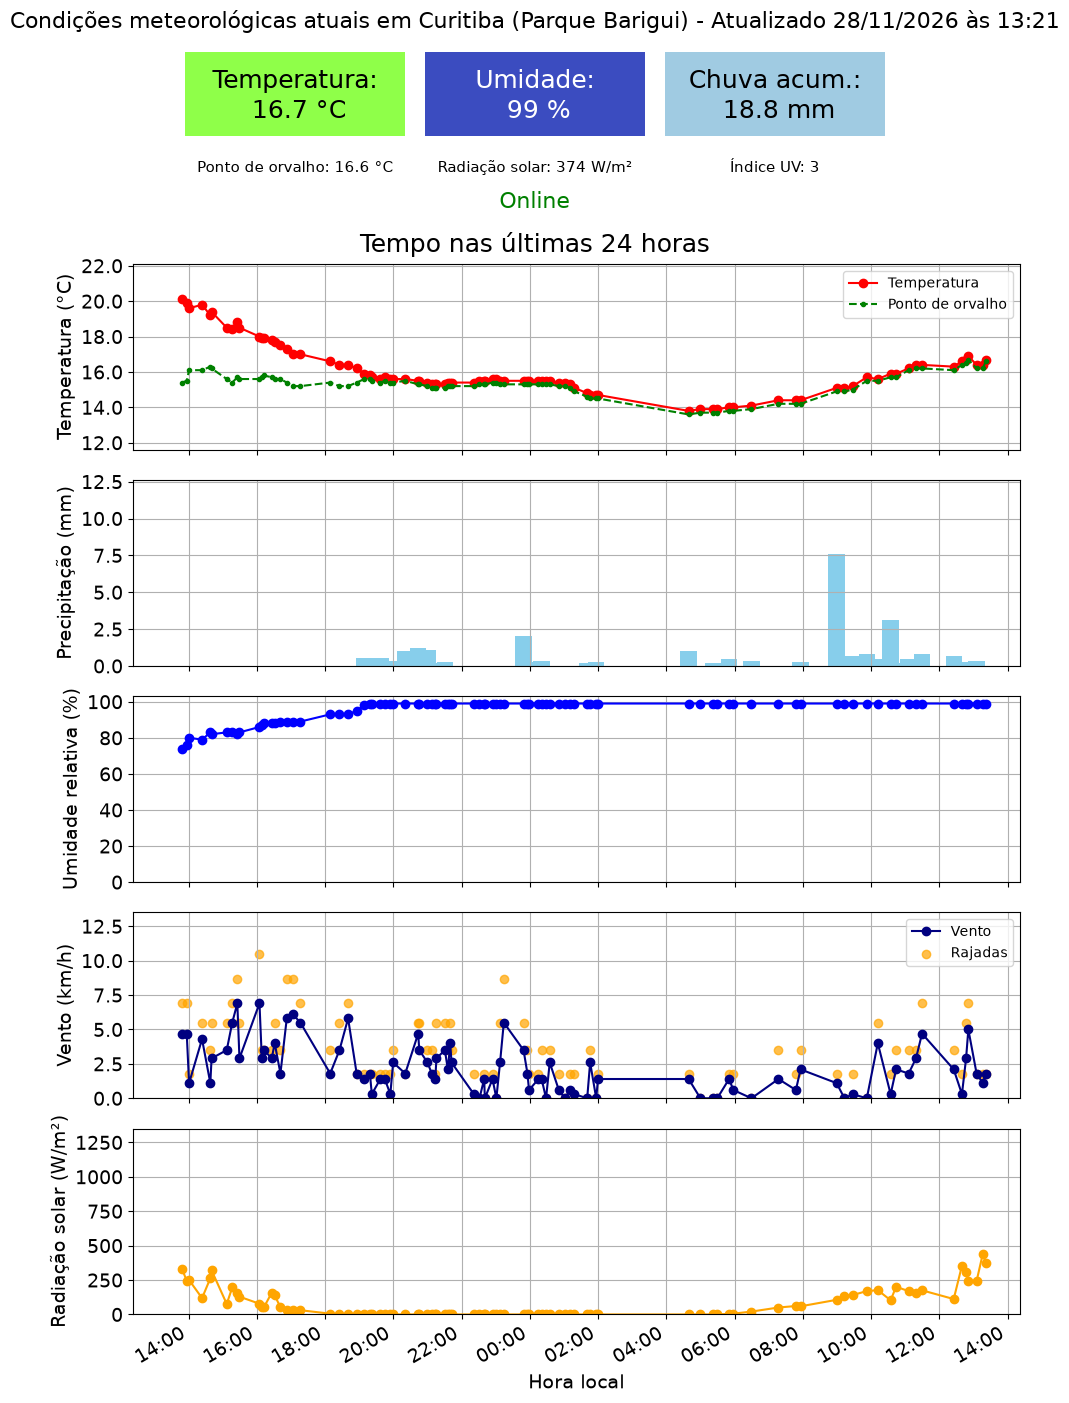 Condições meteorológicas atuais em Curitiba (Parque Barigui) - Atualizado 28/11/2026 às 13:21
Temperatura:
16.7 °C
Umidade:
99 %
Chuva acum.:
18.8 mm
Ponto de orvalho: 16.6 °C
Radiação solar: 374 W/m²
Índice UV: 3
Online
Tempo nas últimas 24 horas
Temperatura (°C)
22.0
20.0
18.0
16.0
14.0
12.0
Temperatura
Ponto de orvalho
Precipitação (mm)
12.5
10.0
7.5
5.0
2.5
0.0
Umidade relativa (%)
100
80
60
40
20
0
Vento (km/h)
12.5
10.0
7.5
5.0
2.5
0.0
Vento
Rajadas
Radiação solar (W/m²)
1250
1000
750
500
250
0
14:00
16:00
18:00
20:00
22:00
00:00
02:00
04:00
06:00
08:00
10:00
12:00
14:00
Hora local